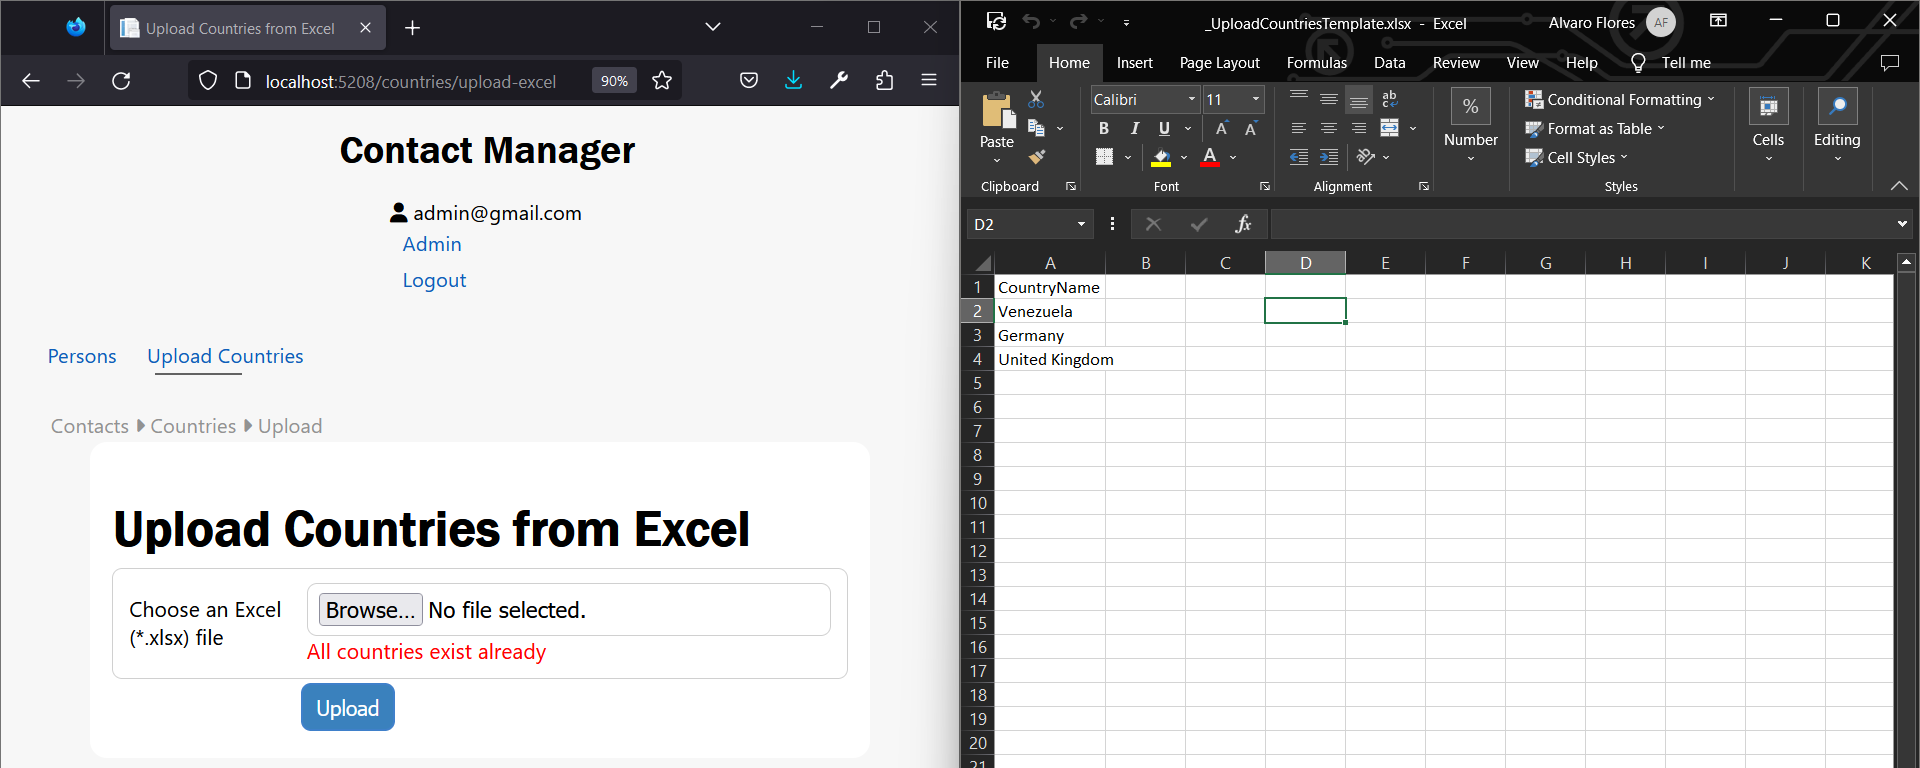 Upload Countries from Excel
localhost:5208/countries/upload-excel
90%
Contact Manager
admin@gmail.com
Admin
Logout
Persons
Upload Countries
Contacts
Countries
Upload
Upload Countries from Excel
Choose an Excel
(*.xlsx) file
Browse...
No file selected.
All countries exist already
Upload
_UploadCountriesTemplate.xlsx - Excel
Alvaro Flores
AF
File
Home
Insert
Page Layout
Formulas
Data
Review
View
Help
Tell me
Paste
Clipboard
Calibri
11
B
I
U
A
A
A
Font
ab
c
ab
Alignment
%
Number
Conditional Formatting
Format as Table
Cell Styles
Styles
Cells
Editing
D2
fx
A B C D E F G H I J K
1 CountryName
2 Venezuela
3 Germany
4 United Kingdom
5
6
7
8
9
10
11
12
13
14
15
16
17
18
19
20
21